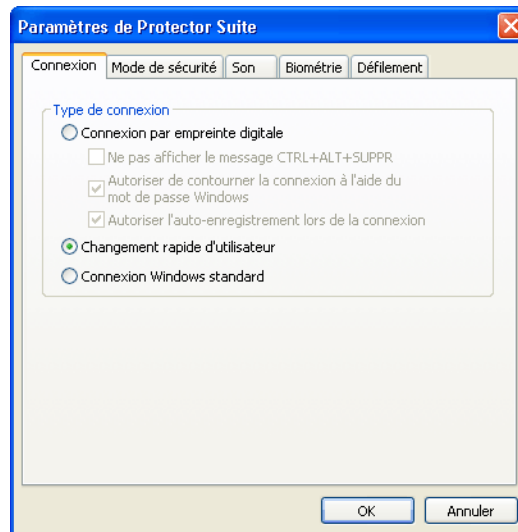 Paramètres de Protector Suite
Connexion Mode de sécurité Son Biométrie Défilement
Type de connexion
Connexion par empreinte digitale
Ne pas afficher le message CTRL+ALT+SUPPR
Autoriser de contourner la connexion à l'aide du
mot de passe Windows
Autoriser l'auto-enregistrement lors de la connexion
Changement rapide d'utilisateur
Connexion Windows standard
OK Annuler